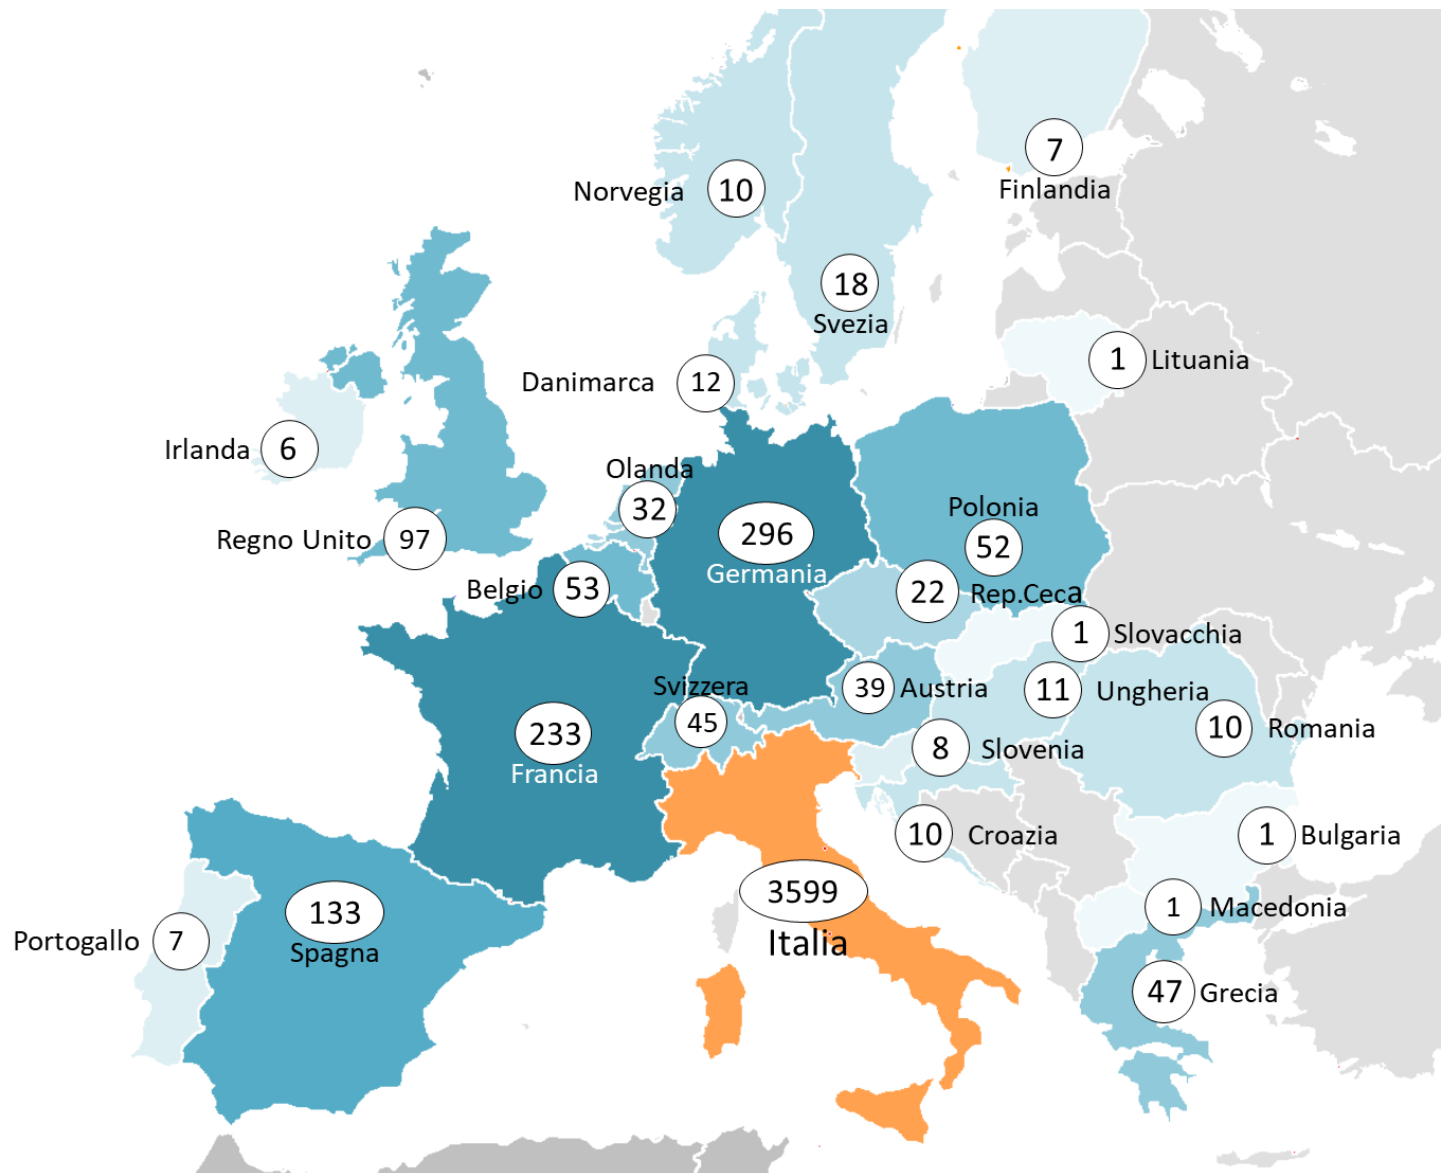 7
Finlandia
Norvegia
10
18
Svezia
1
Lituania
Danimarca
12
Irlanda
6
Olanda
32
Regno Unito
97
296
Germania
Polonia
52
Belgio
53
22
Rep.Ceca
1
Slovacchia
Svizzera
45
39
Austria
11
Ungheria
233
Francia
8
Slovenia
10
Romania
10
Croazia
1
Bulgaria
3599
Italia
133
Spagna
Portogallo
7
1
Macedonia
47
Grecia